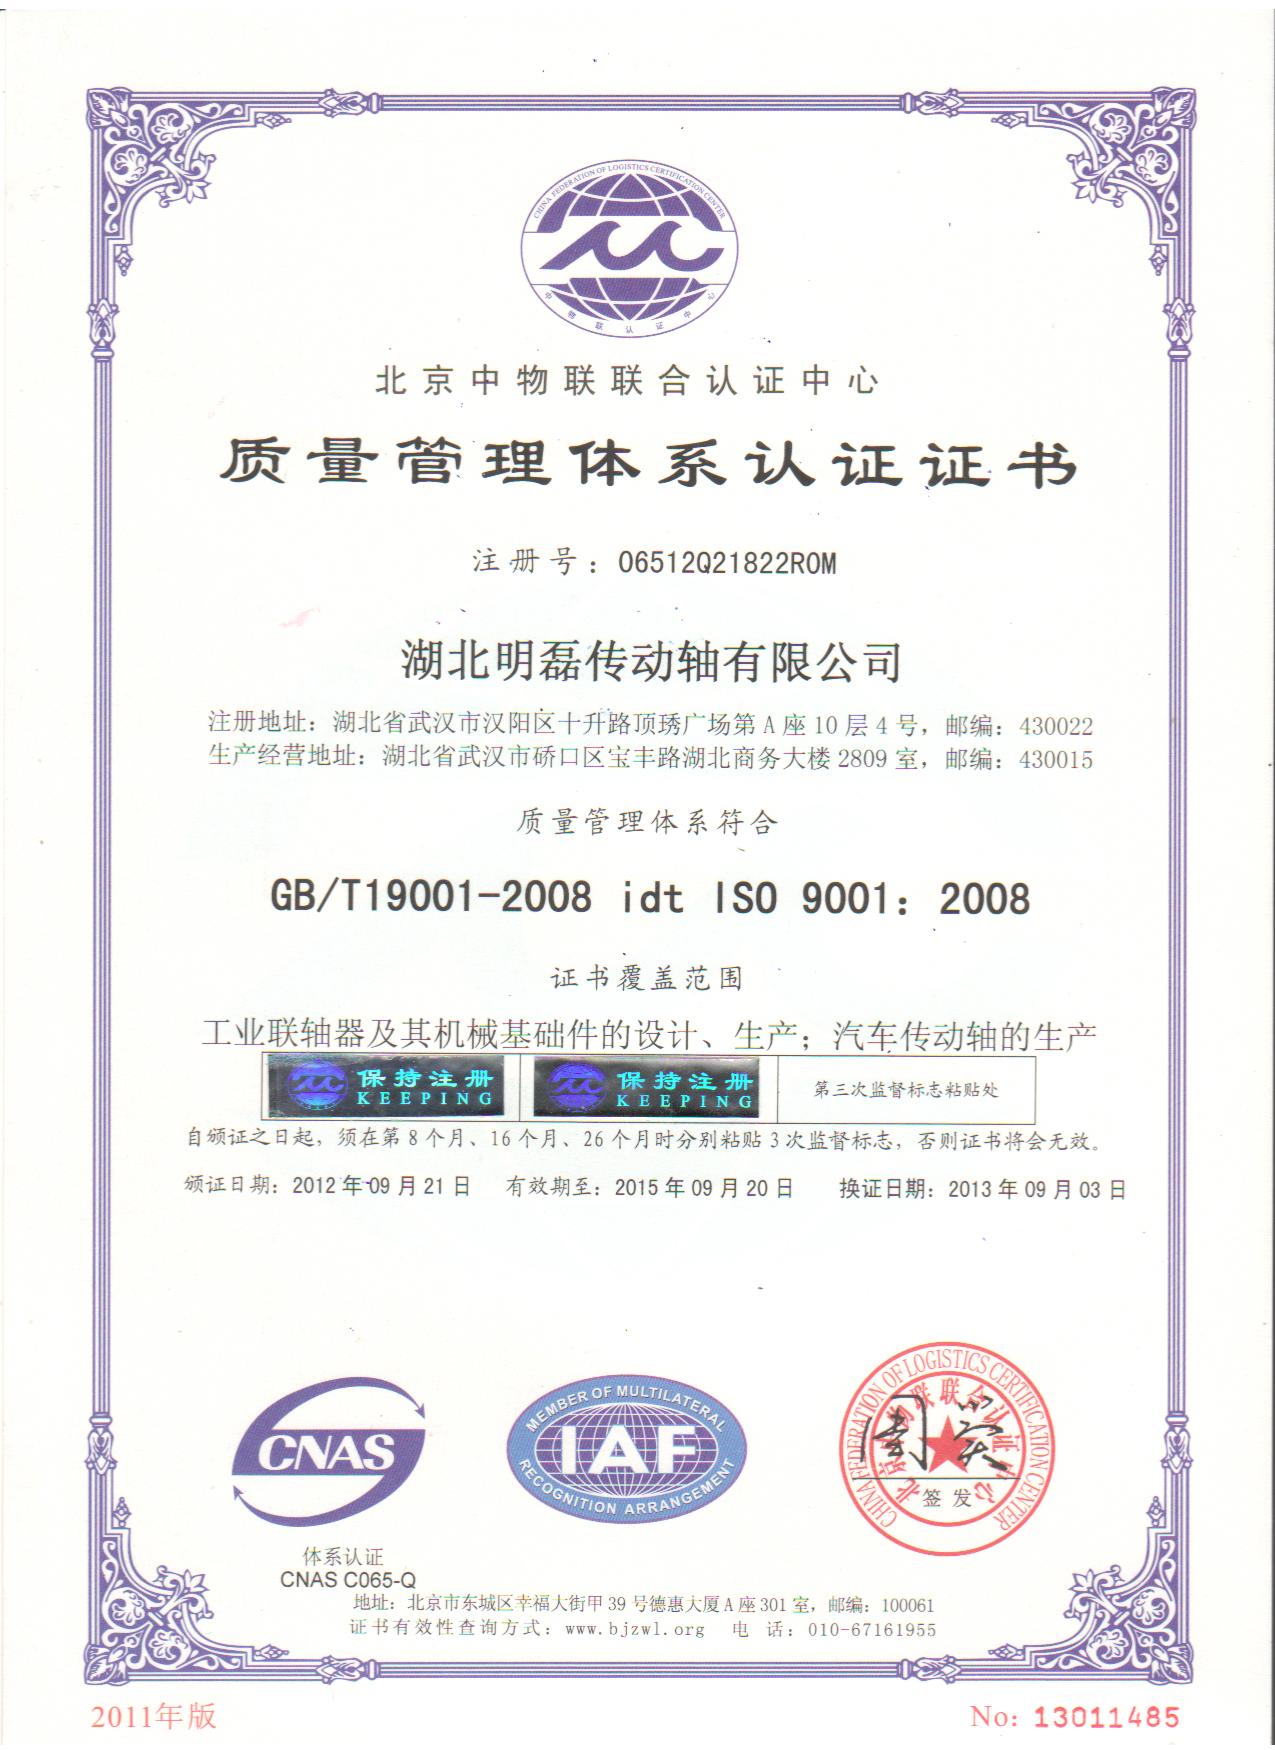 CHINA FEDERATION OF LOGISTICS CERTIFICATION CENTER
中物联认证中心
北京中物联联合认证中心
质量管理体系认证证书
注册号：06512Q21822R0M
湖北明磊传动轴有限公司
注册地址：湖北省武汉市汉阳区十升路顶琇广场第A座10层4号，邮编：430022
生产经营地址：湖北省武汉市硚口区宝丰路湖北商务大楼2809室，邮编：430015
质量管理体系符合
GB/T19001-2008 idt ISO 9001：2008
证书覆盖范围
工业联轴器及其机械基础件的设计、生产；汽车传动轴的生产
保持注册 KEEPING
保持注册 KEEPING
第三次监督标志粘贴处
自颁证之日起，须在第8个月、16个月、26个月时分别粘贴3次监督标志，否则证书将会无效。
颁证日期：2012年09月21日 有效期至：2015年09月20日 换证日期：2013年09月03日
CNAS
MEMBER OF MULTILATERAL
IAF
RECOGNITION ARRANGEMENT
CHINA FEDERATION OF LOGISTICS CERTIFICATION CENTER
北京中物联联合认证中心
签发
体系认证
CNAS C065-Q
地址：北京市东城区幸福大街甲39号德惠大厦A座301室，邮编：100061
证书有效性查询方式：www.bjzwl.org 电 话：010-67161955
2011年版
No：13011485